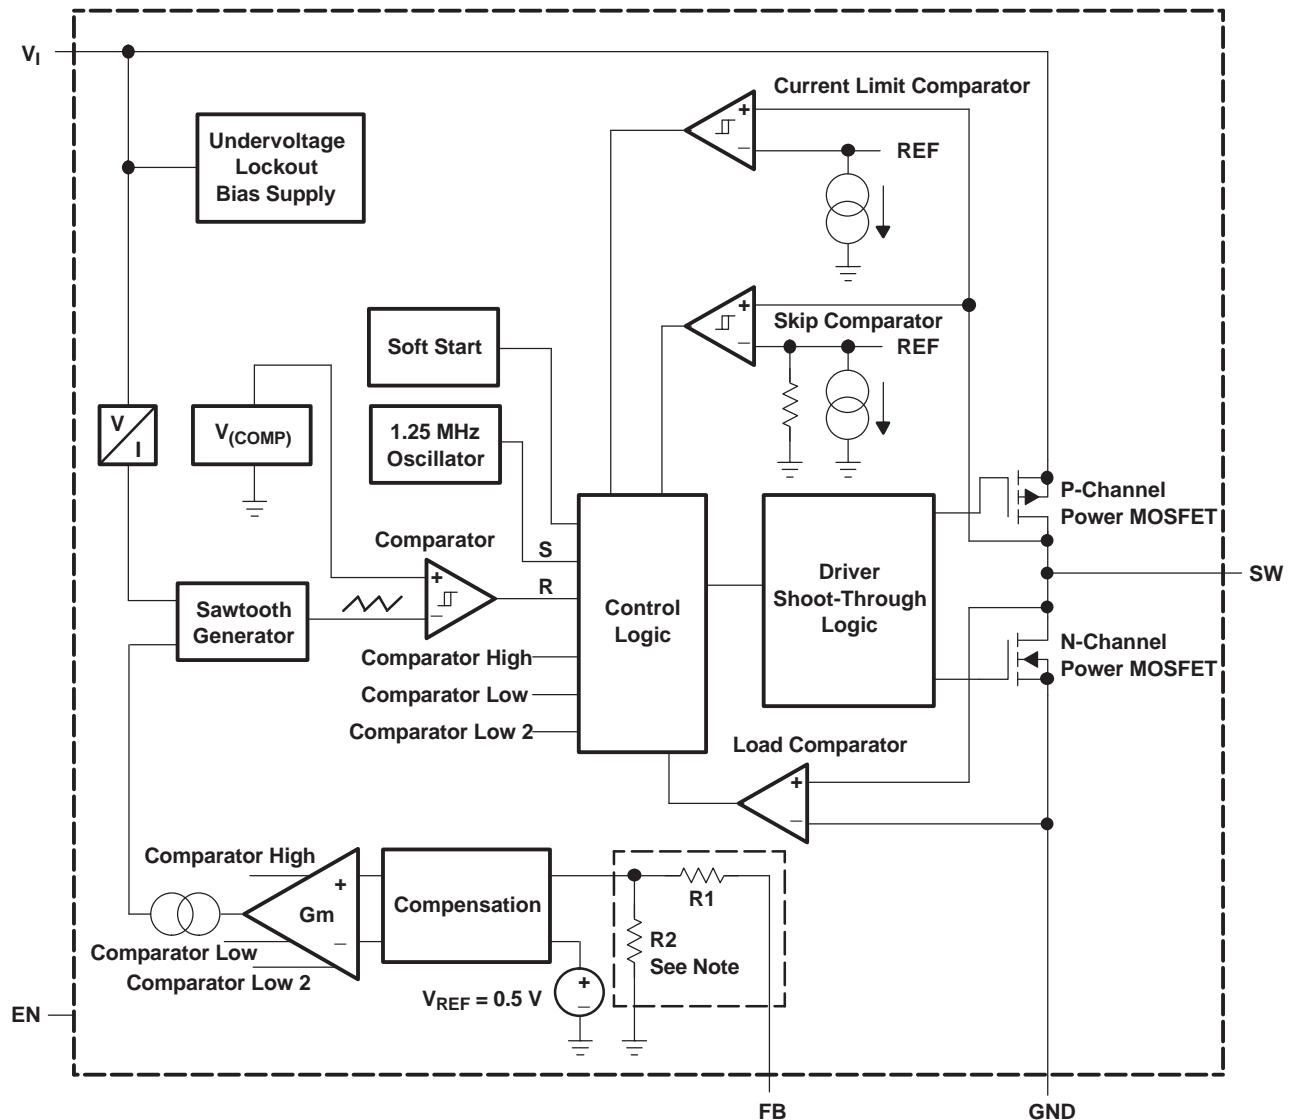 V_I
Current Limit Comparator
+
–
REF
Undervoltage
Lockout
Bias Supply
Skip Comparator
+
–
REF
Soft Start
V
I
V_(COMP)
1.25 MHz
Oscillator
P-Channel
Power MOSFET
Comparator
+
–
S
R
Control
Logic
Driver
Shoot-Through
Logic
SW
Sawtooth
Generator
N-Channel
Power MOSFET
Comparator High
Comparator Low
Comparator Low 2
Load Comparator
+
–
Comparator High
+
Gm
–
Compensation
R1
R2
See Note
Comparator Low
Comparator Low 2
V_REF = 0.5 V
+
–
EN
FB
GND